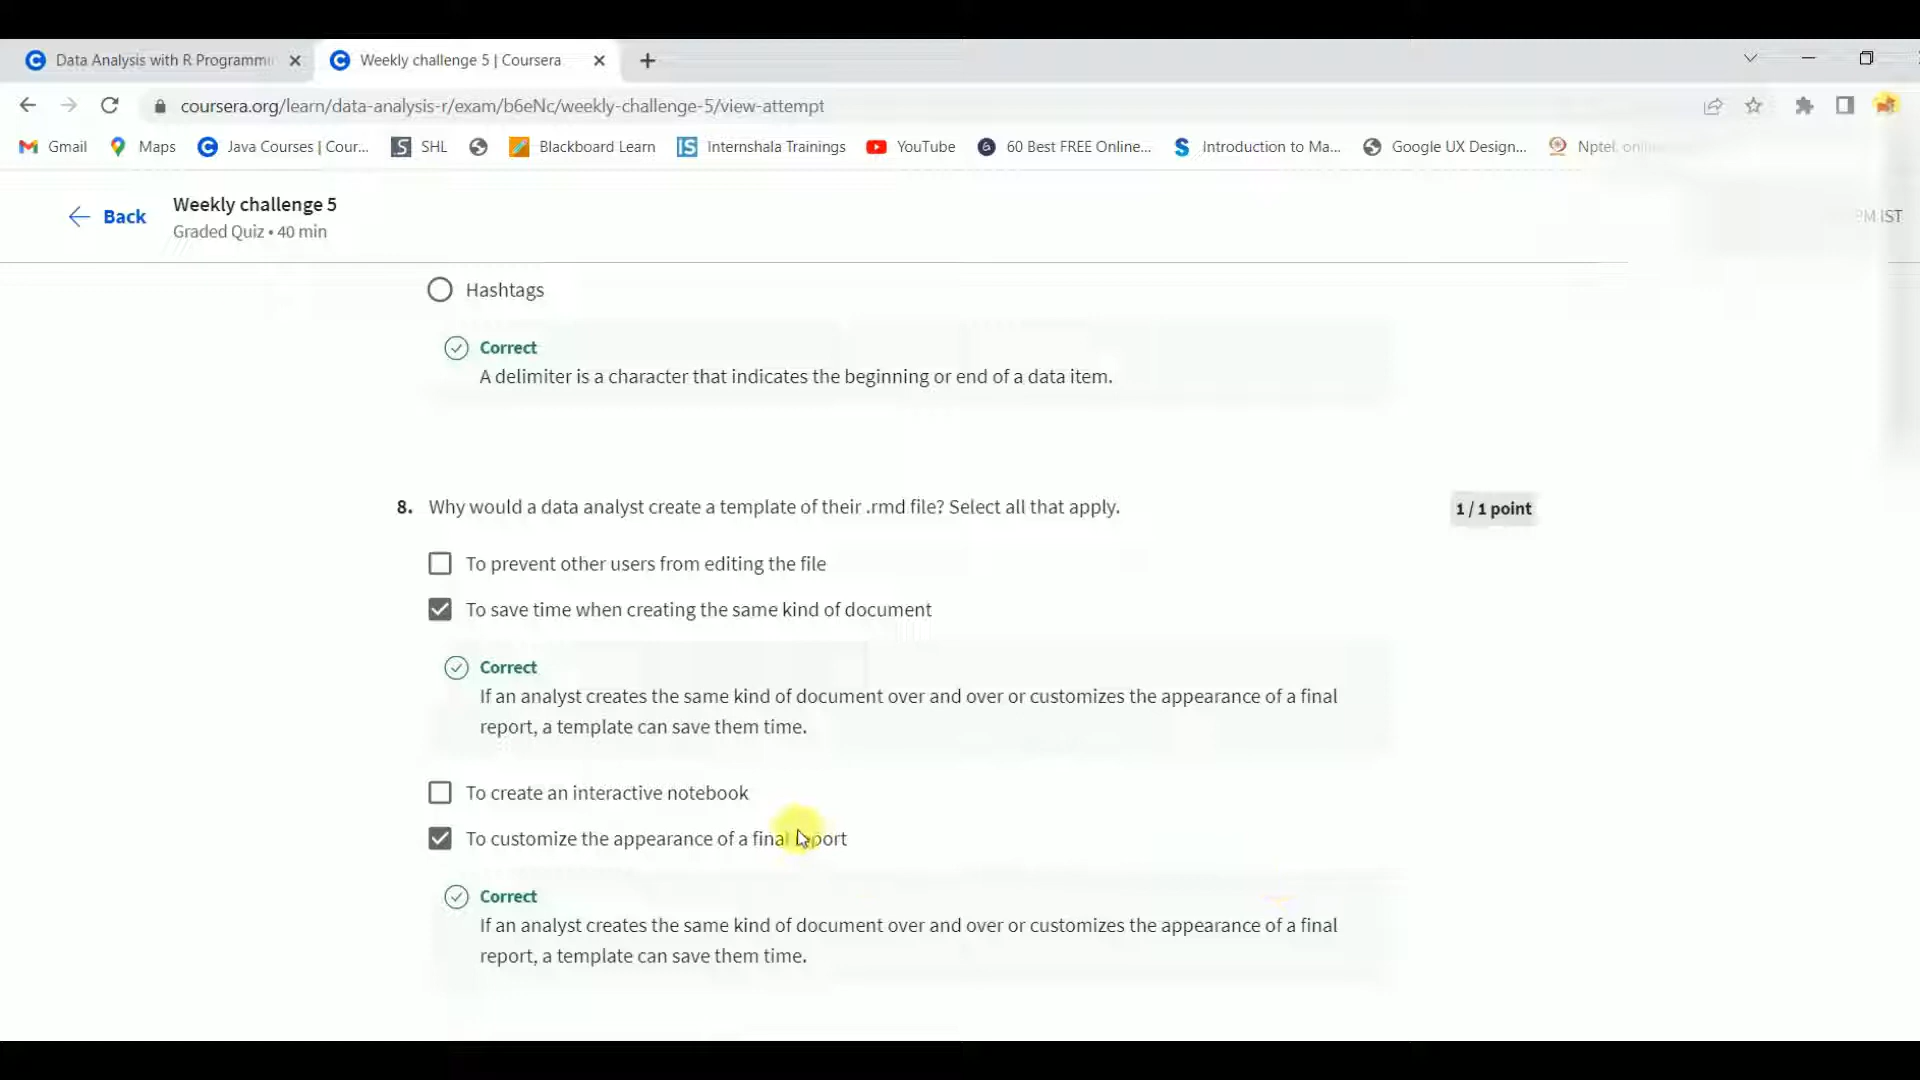 Data Analysis with R Programmi
Weekly challenge 5 | Coursera
coursera.org/learn/data-analysis-r/exam/b6eNc/weekly-challenge-5/view-attempt
Gmail Maps Java Courses | Cour... SHL Blackboard Learn Internshala Trainings YouTube 60 Best FREE Online... Introduction to Ma... Google UX Design... Nptel,
Back
Weekly challenge 5
Graded Quiz • 40 min
PM IST
Hashtags
Correct
A delimiter is a character that indicates the beginning or end of a data item.
8. Why would a data analyst create a template of their .rmd file? Select all that apply.
1 / 1 point
To prevent other users from editing the file
To save time when creating the same kind of document
Correct
If an analyst creates the same kind of document over and over or customizes the appearance of a final
report, a template can save them time.
To create an interactive notebook
To customize the appearance of a final report
Correct
If an analyst creates the same kind of document over and over or customizes the appearance of a final
report, a template can save them time.